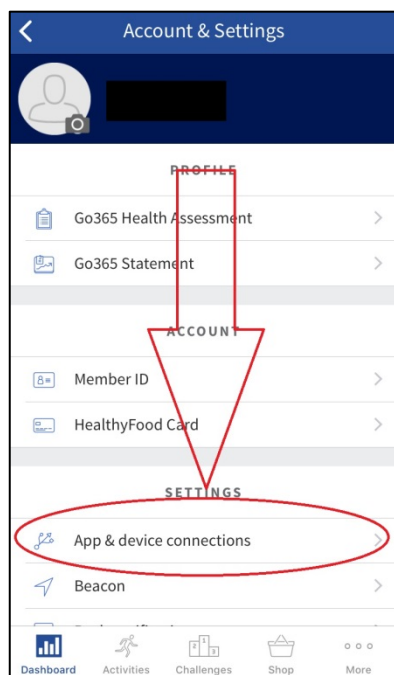 Account & Settings
PROFILE
Go365 Health Assessment
Go365 Statement
ACCOUNT
Member ID
HealthyFood Card
SETTINGS
App & device connections
Beacon
Dashboard Activities Challenges Shop More